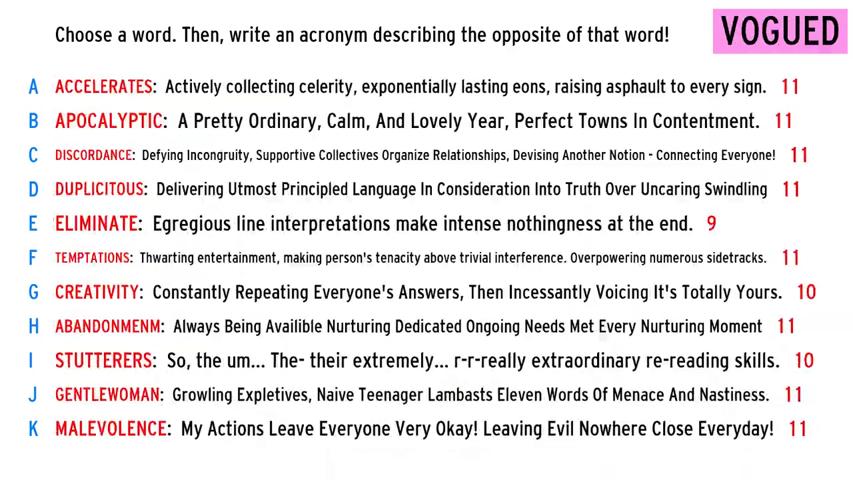 Choose a word. Then, write an acronym describing the opposite of that word!
VOGUED
A ACCELERATES: Actively collecting celerity, exponentially lasting eons, raising asphault to every sign. 11
B APOCALYPTIC: A Pretty Ordinary, Calm, And Lovely Year, Perfect Towns In Contentment. 11
C DISCORDANCE: Defying Incongruity, Supportive Collectives Organize Relationships, Devising Another Notion - Connecting Everyone! 11
D DUPLICITOUS: Delivering Utmost Principled Language In Consideration Into Truth Over Uncaring Swindling 11
E ELIMINATE: Egregious line interpretations make intense nothingness at the end. 9
F TEMPTATIONS: Thwarting entertainment, making person's tenacity above trivial interference. Overpowering numerous sidetracks. 11
G CREATIVITY: Constantly Repeating Everyone's Answers, Then Incessantly Voicing It's Totally Yours. 10
H ABANDONMENM: Always Being Availible Nurturing Dedicated Ongoing Needs Met Every Nurturing Moment 11
I STUTTERERS: So, the um... The- their extremely... r-r-really extraordinary re-reading skills. 10
J GENTLEWOMAN: Growling Expletives, Naive Teenager Lambasts Eleven Words Of Menace And Nastiness. 11
K MALEVOLENCE: My Actions Leave Everyone Very Okay! Leaving Evil Nowhere Close Everyday! 11